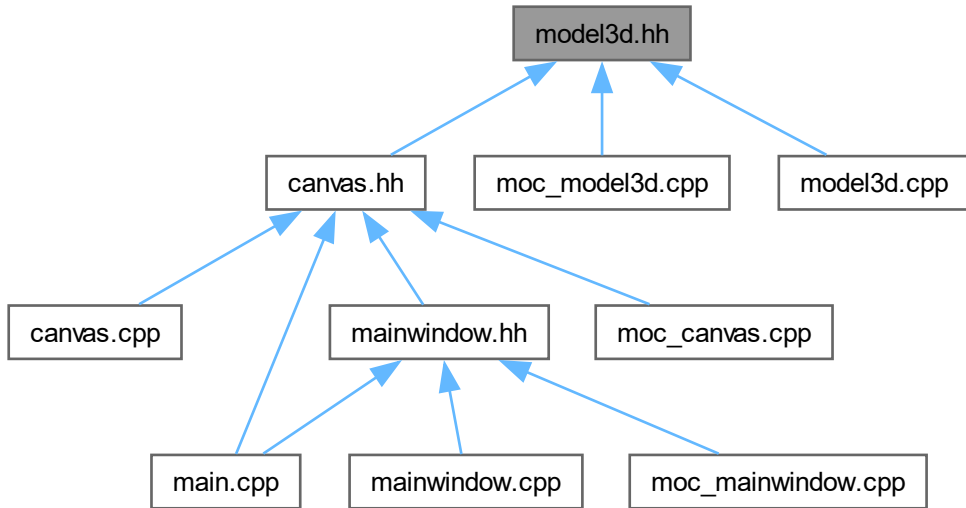 model3d.hh
canvas.hh
moc_model3d.cpp
model3d.cpp
canvas.cpp
mainwindow.hh
moc_canvas.cpp
main.cpp
mainwindow.cpp
moc_mainwindow.cpp